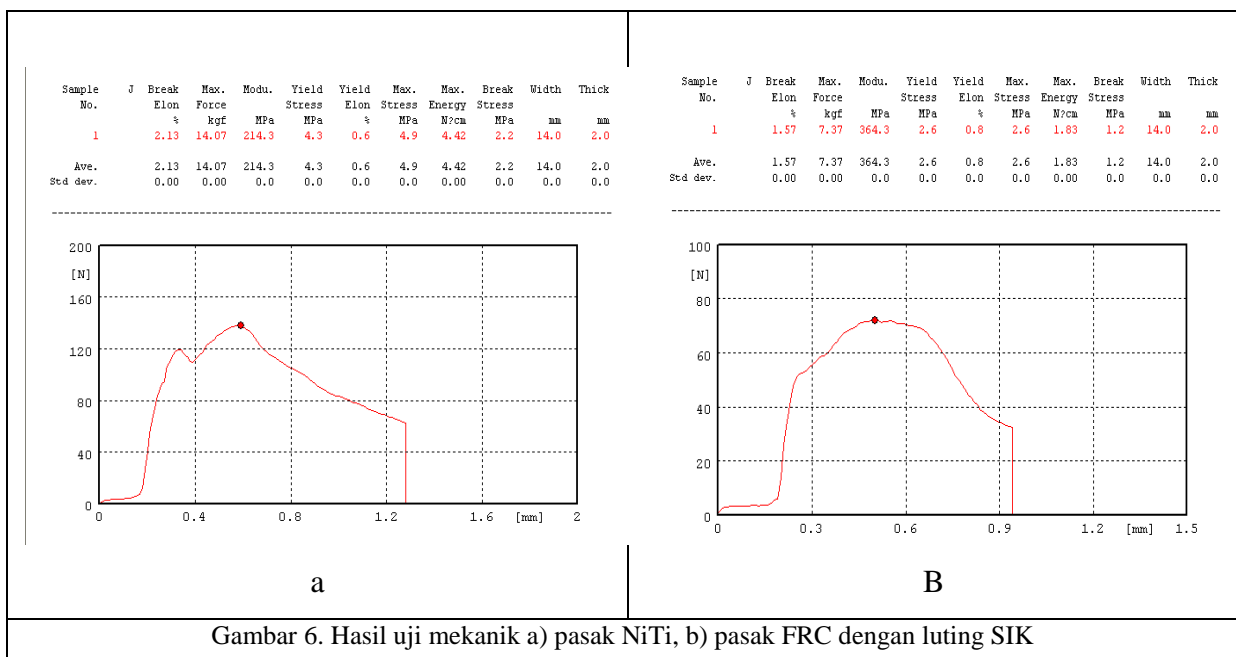 Sample J Break Max. Modu. Yield Yield Max. Max. Break Width Thick
No. Elon Force Stress Elon Stress Energy Stress
% kgf MPa MPa % MPa N?cm MPa mm mm
1 2.13 14.07 214.3 4.3 0.6 4.9 4.42 2.2 14.0 2.0
Ave. 2.13 14.07 214.3 4.3 0.6 4.9 4.42 2.2 14.0 2.0
Std dev. 0.00 0.00 0.0 0.0 0.0 0.0 0.00 0.0 0.0 0.0
200
[N]
160
120
80
40
0
0 0.4 0.8 1.2 1.6 [mm] 2
a
Sample J Break Max. Modu. Yield Yield Max. Max. Break Width Thick
No. Elon Force Stress Elon Stress Energy Stress
% kgf MPa MPa % MPa N?cm MPa mm mm
1 1.57 7.37 364.3 2.6 0.8 2.6 1.83 1.2 14.0 2.0
Ave. 1.57 7.37 364.3 2.6 0.8 2.6 1.83 1.2 14.0 2.0
Std dev. 0.00 0.00 0.0 0.0 0.0 0.0 0.00 0.0 0.0 0.0
100
[N]
80
60
40
20
0
0 0.3 0.6 0.9 1.2 [mm] 1.5
B
Gambar 6. Hasil uji mekanik a) pasak NiTi, b) pasak FRC dengan luting SIK